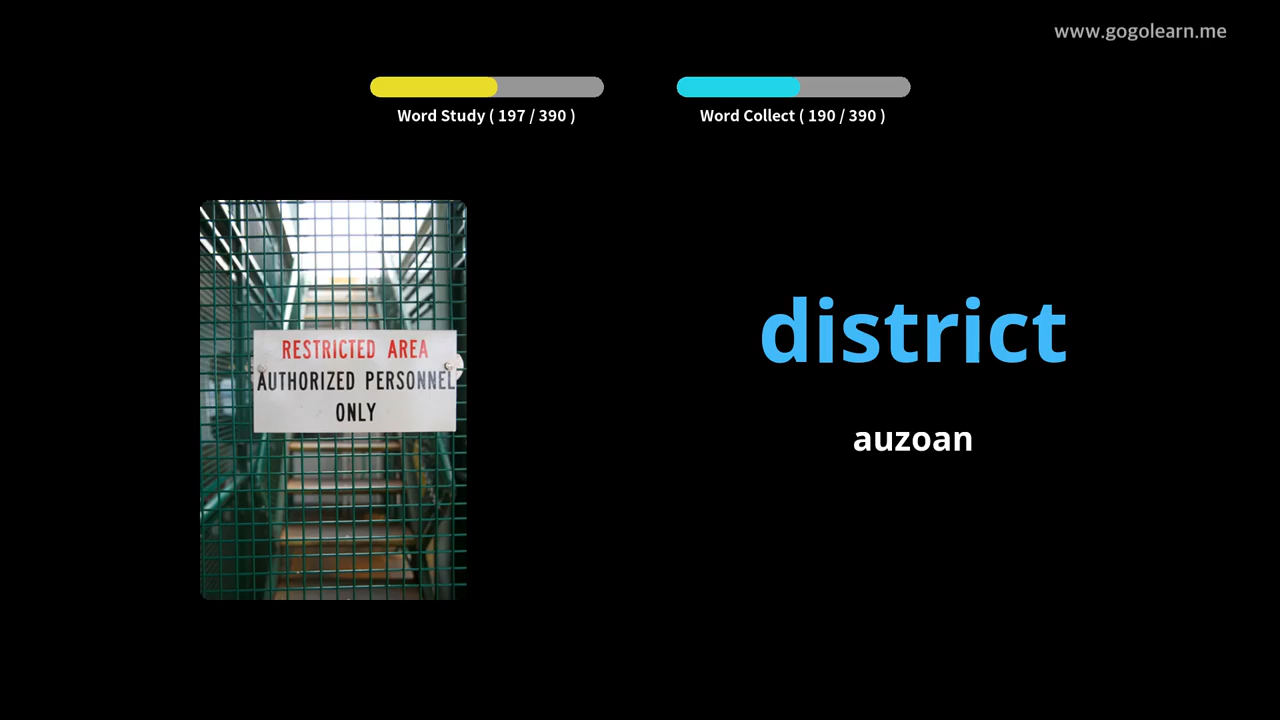 www.gogolearn.me
Word Study ( 197 / 390 )
Word Collect ( 190 / 390 )
RESTRICTED AREA
AUTHORIZED PERSONNEL
ONLY
district
auzoan